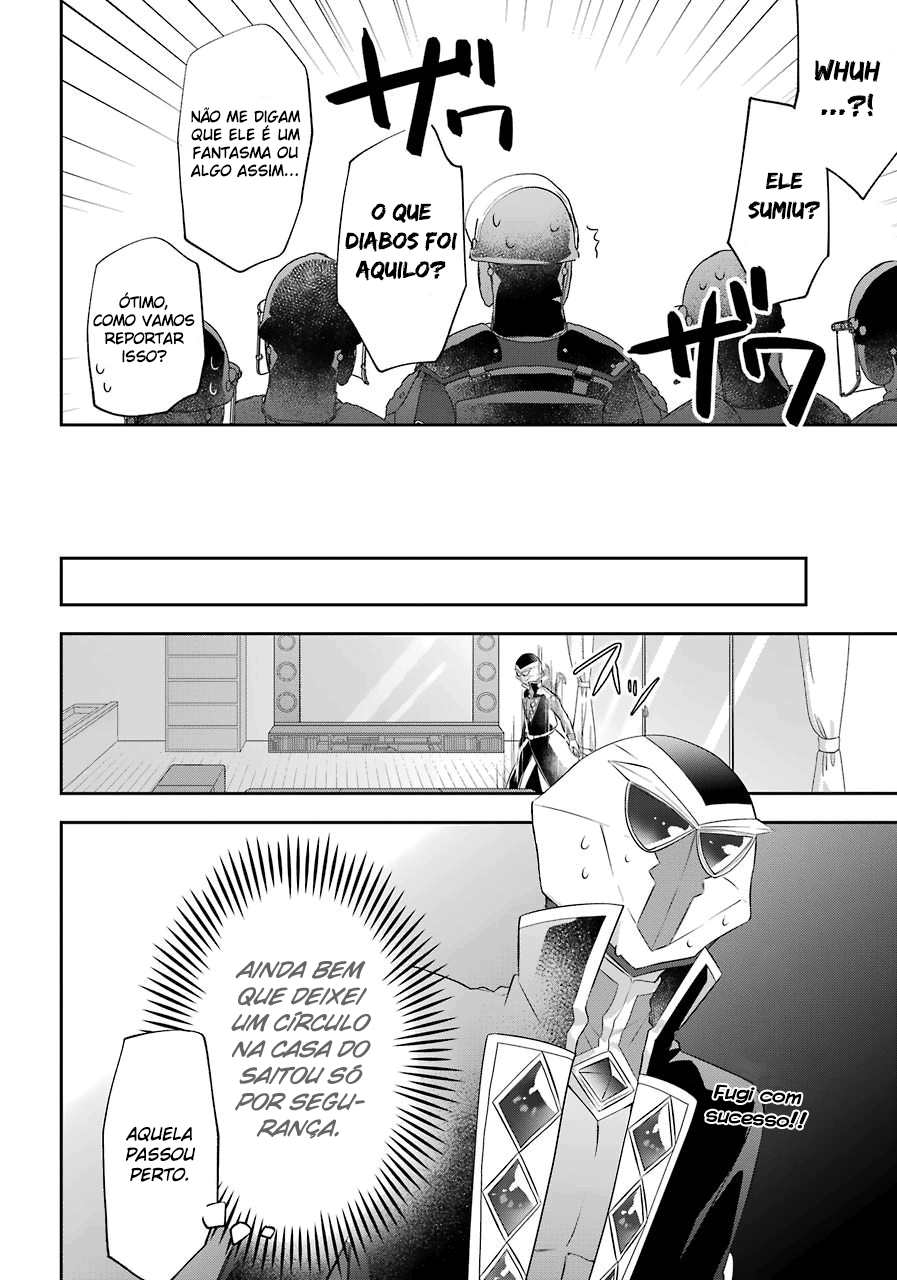 WHUH
...?!
ELE
SUMIU?
ザワ
O QUE
DIABOS FOI
AQUILO?
NÃO ME DIGAM
QUE ELE É UM
FANTASMA OU
ALGO ASSIM...
ÓTIMO,
COMO VAMOS
REPORTAR
ISSO?
ザワ
ズズ
AINDA BEM
QUE DEIXEI
UM CÍRCULO
NA CASA DO
SAITOU SÓ
POR SEGU-
RANÇA.
Fugi com
sucesso!!
AQUELA
PASSOU
PERTO.